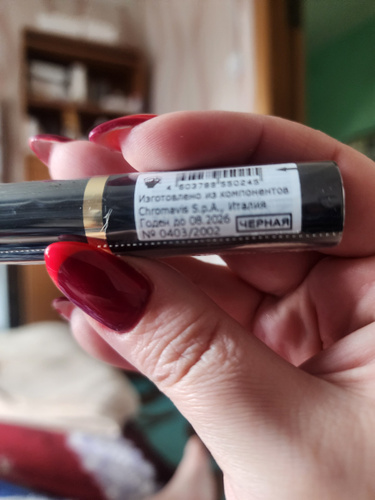 4 603788 550245
Изготовлено из компонентов
Chromavis S.p.A., Италия
Годен до 08.2026
ЧЕРНАЯ
№ 0403/2002